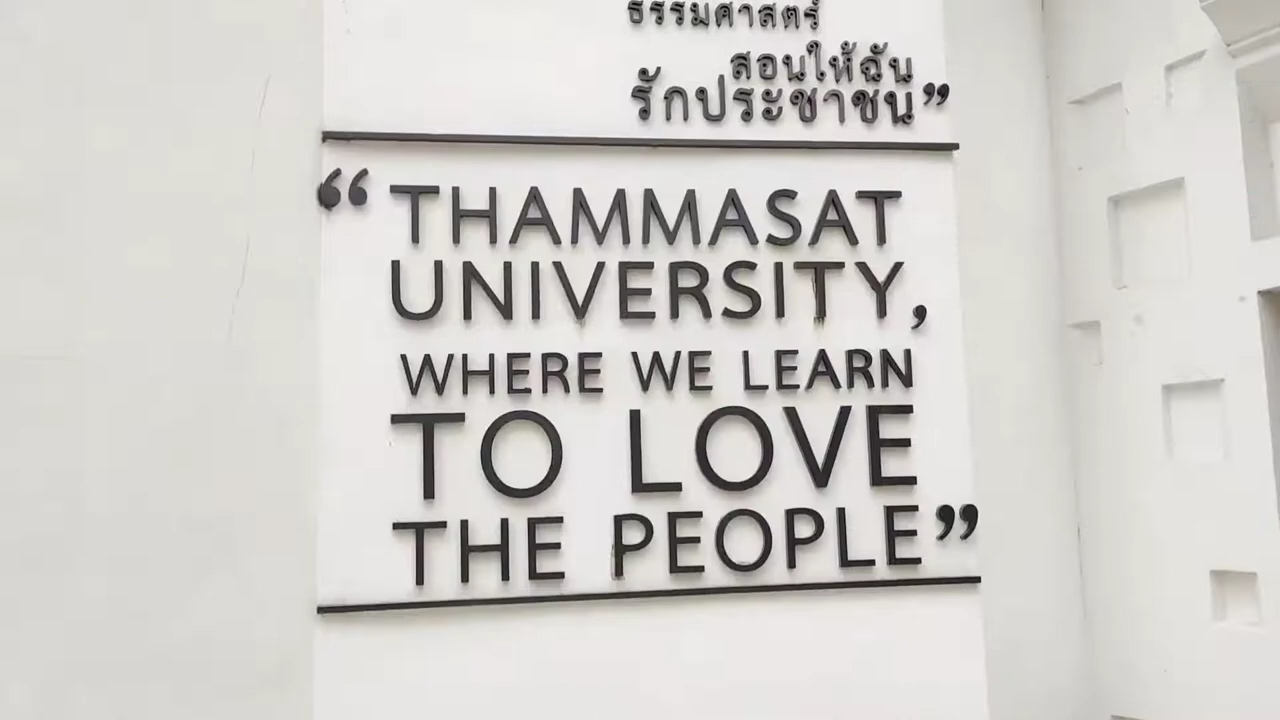 ธรรมศาสตร์
สอนให้ฉัน
รักประชาชน”
“THAMMASAT
UNIVERSITY,
WHERE WE LEARN
TO LOVE
THE PEOPLE”